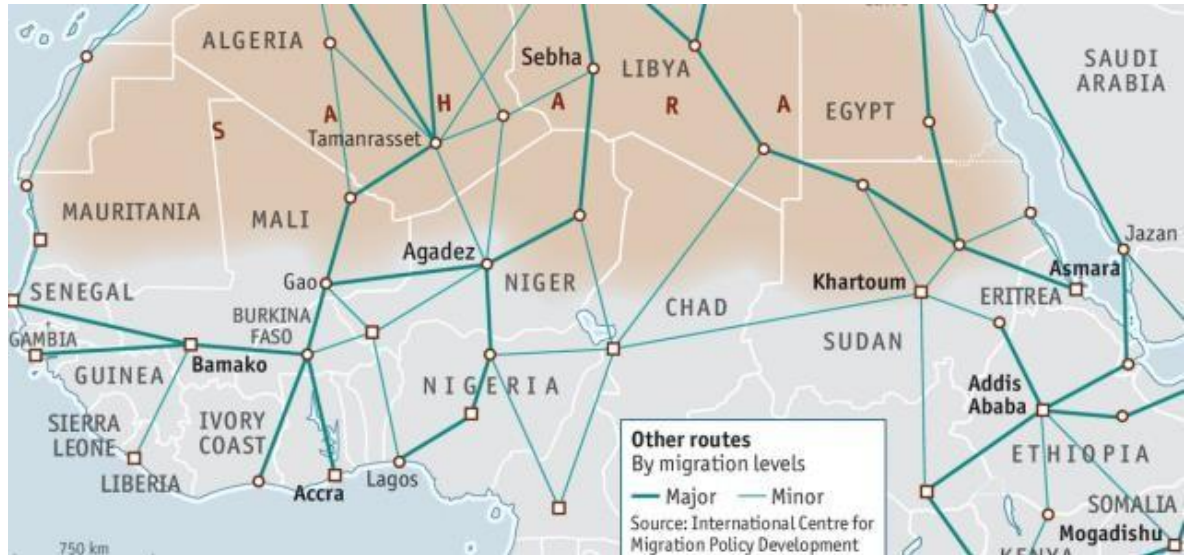 ALGERIA
Sebha
LIBYA
SAUDI
ARABIA
S A H A R A
EGYPT
Tamanrasset
MAURITANIA
MALI
Agadez
Jazan
Gao
NIGER
Khartoum
Asmara
SENEGAL
ERITREA
BURKINA
FASO
CHAD
GAMBIA
SUDAN
Bamako
GUINEA
NIGERIA
Addis
Ababa
SIERRA
LEONE
IVORY
COAST
ETHIOPIA
LIBERIA
Accra
Lagos
SOMALIA
Mogadishu
KENYA
Other routes
By migration levels
Major Minor
Source: International Centre for
Migration Policy Development
750 km